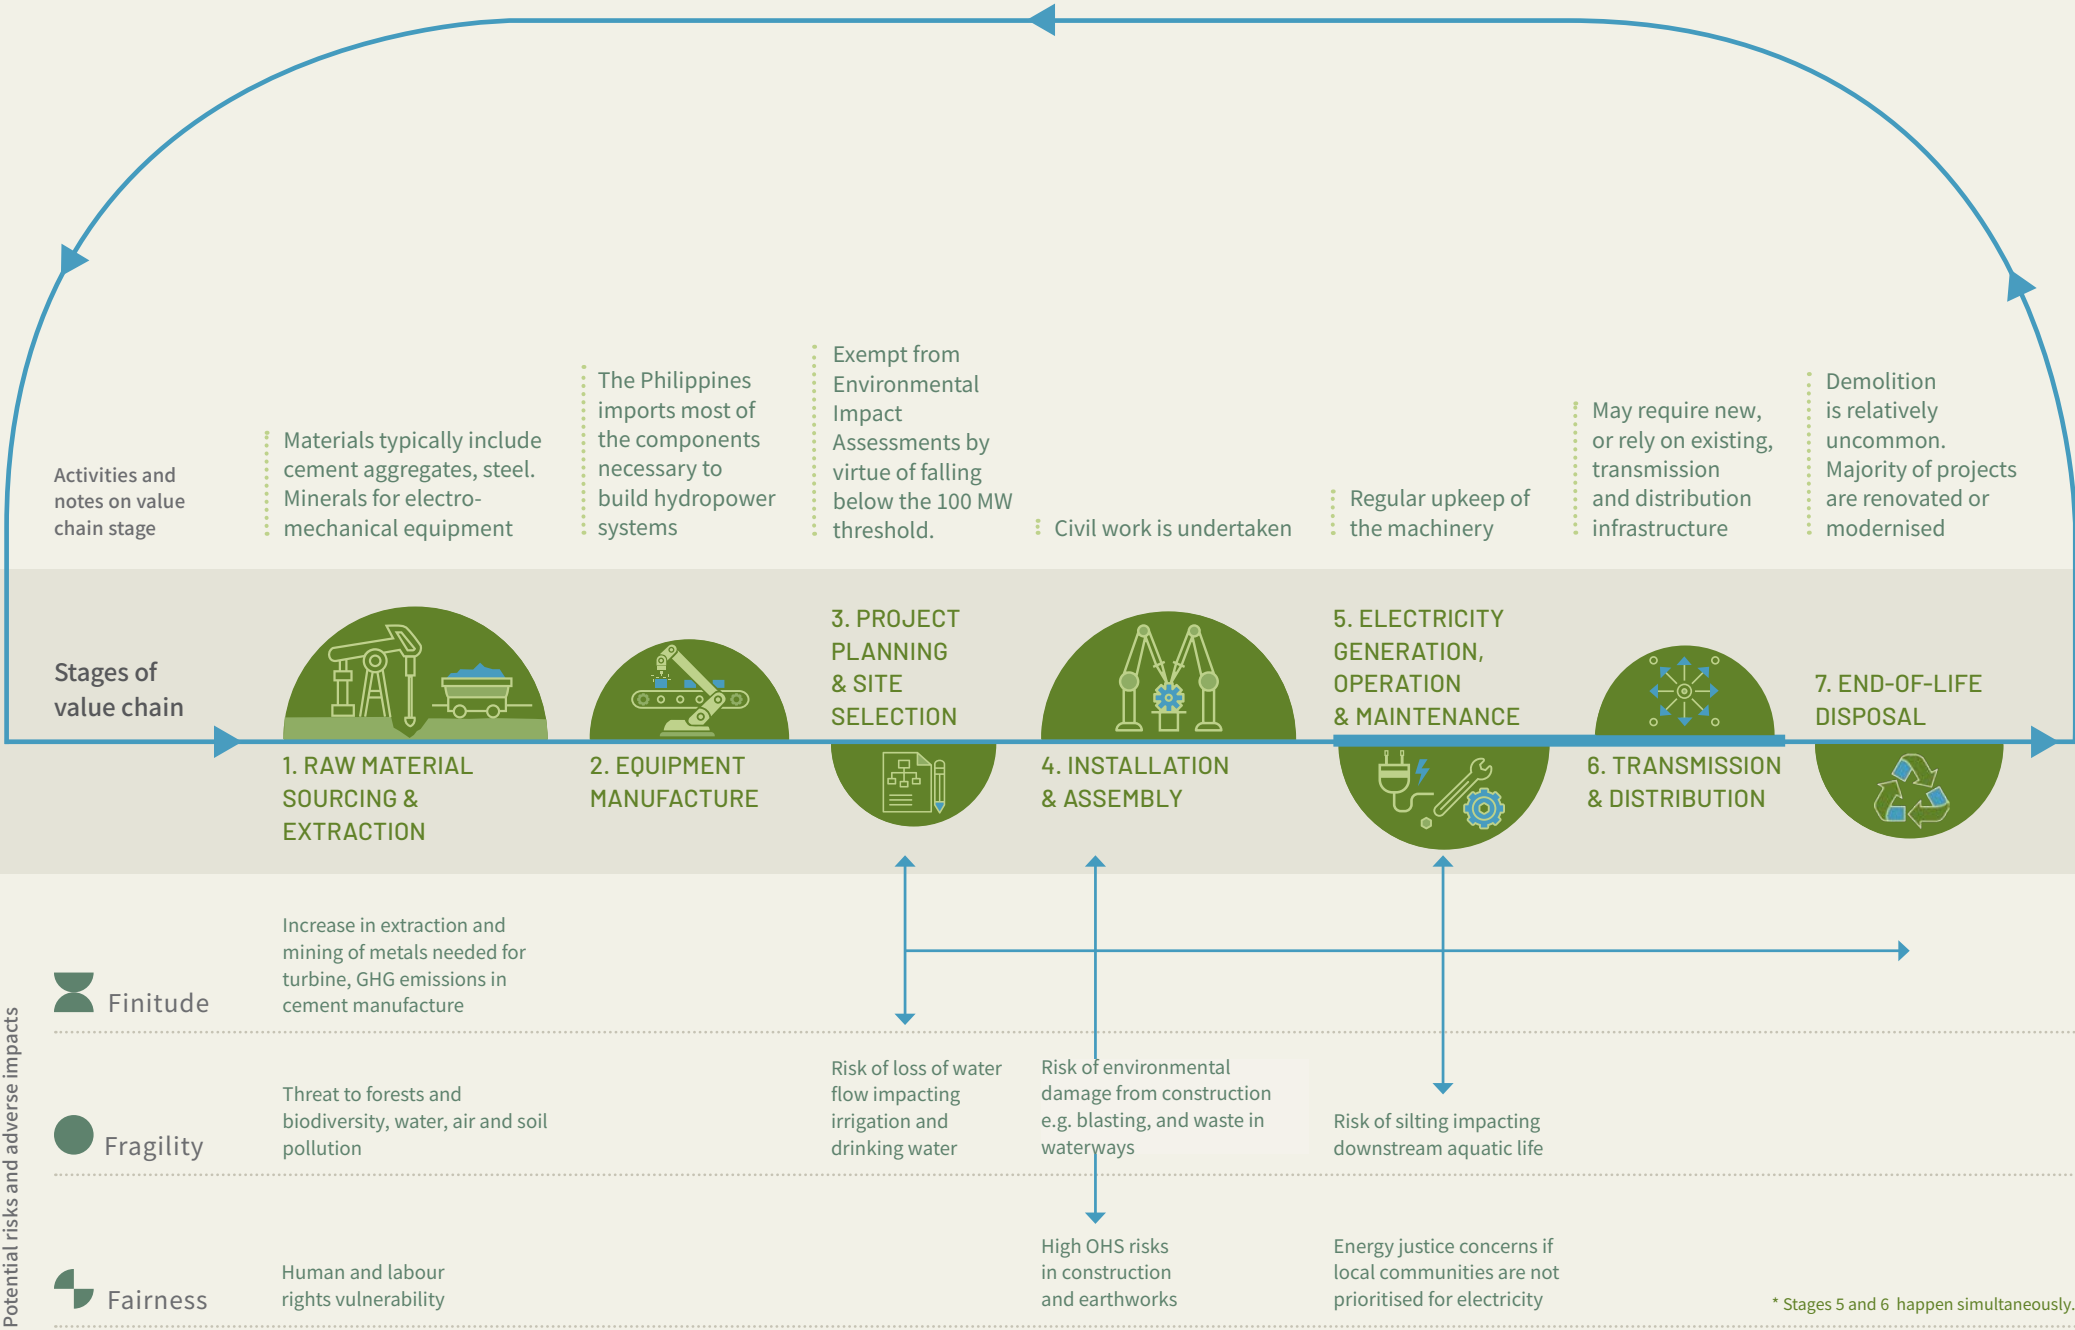 Activities and
notes on value
chain stage
Materials typically include
cement aggregates, steel.
Minerals for electro-
mechanical equipment
The Philippines
imports most of
the components
necessary to
build hydropower
systems
Exempt from
Environmental
Impact
Assessments by
virtue of falling
below the 100 MW
threshold.
Civil work is undertaken
Regular upkeep of
the machinery
May require new,
or rely on existing,
transmission
and distribution
infrastructure
Demolition
is relatively
uncommon.
Majority of projects
are renovated or
modernised
Stages of
value chain
1. RAW MATERIAL
SOURCING &
EXTRACTION
2. EQUIPMENT
MANUFACTURE
3. PROJECT
PLANNING
& SITE
SELECTION
4. INSTALLATION
& ASSEMBLY
5. ELECTRICITY
GENERATION,
OPERATION
& MAINTENANCE
6. TRANSMISSION
& DISTRIBUTION
7. END-OF-LIFE
DISPOSAL
Potential risks and adverse impacts
Finitude
Increase in extraction and
mining of metals needed for
turbine, GHG emissions in
cement manufacture
Fragility
Threat to forests and
biodiversity, water, air and soil
pollution
Risk of loss of water
flow impacting
irrigation and
drinking water
Risk of environmental
damage from construction
e.g. blasting, and waste in
waterways
Risk of silting impacting
downstream aquatic life
Fairness
Human and labour
rights vulnerability
High OHS risks
in construction
and earthworks
Energy justice concerns if
local communities are not
prioritised for electricity
* Stages 5 and 6 happen simultaneously.